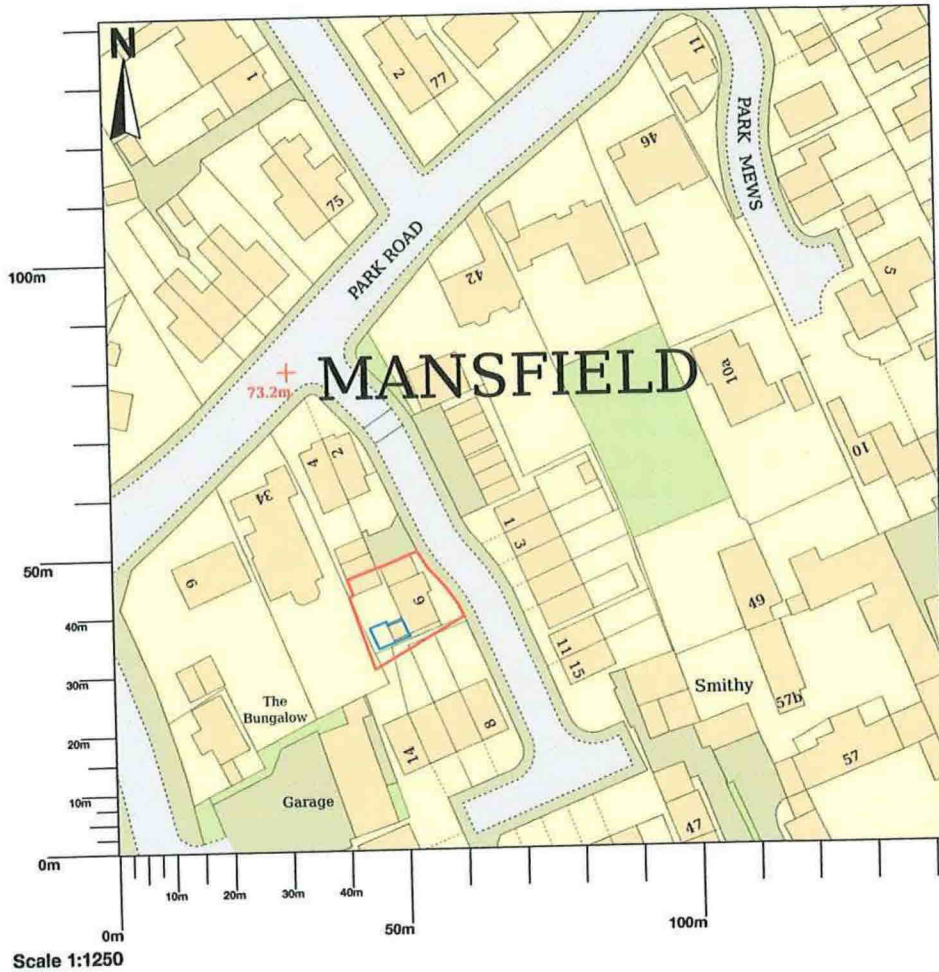 N
1
2
77
11
PARK MEWS
46
75
PARK ROAD
42
5
100m
MANSFIELD
73.2m
10a
10
2
4
34
1
3
50m
9
6
49
40m
11
15
Smithy
30m
57b
The
Bungalow
8
14
57
20m
Garage
47
10m
0m
10m
20m
30m
40m
50m
100m
0m
Scale 1:1250